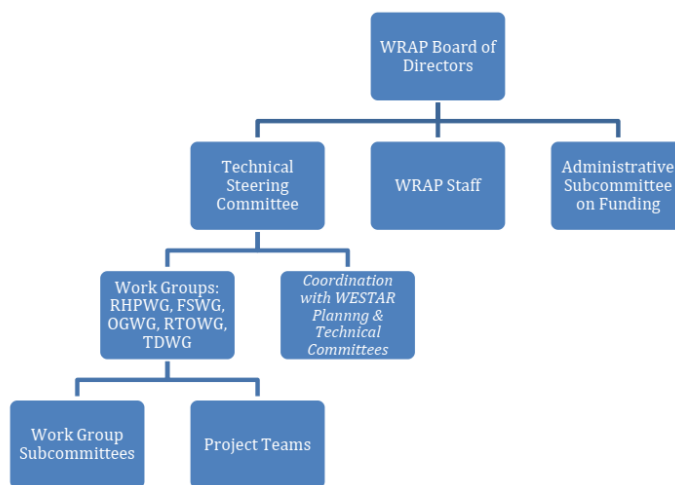 WRAP Board of
Directors
Technical
Steering
Committee
WRAP Staff
Administrative
Subcommittee
on Funding
Work Groups:
RHPWG, FSWG,
OGWG, RTOWG,
TDWG
Coordination
with WESTAR
Plannng &
Technical
Committees
Work Group
Subcommittees
Project Teams